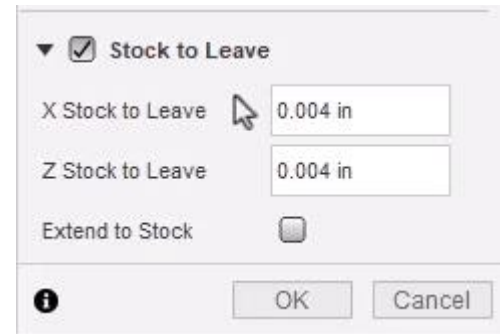 Stock to Leave
X Stock to Leave 0.004 in
Z Stock to Leave 0.004 in
Extend to Stock
OK Cancel